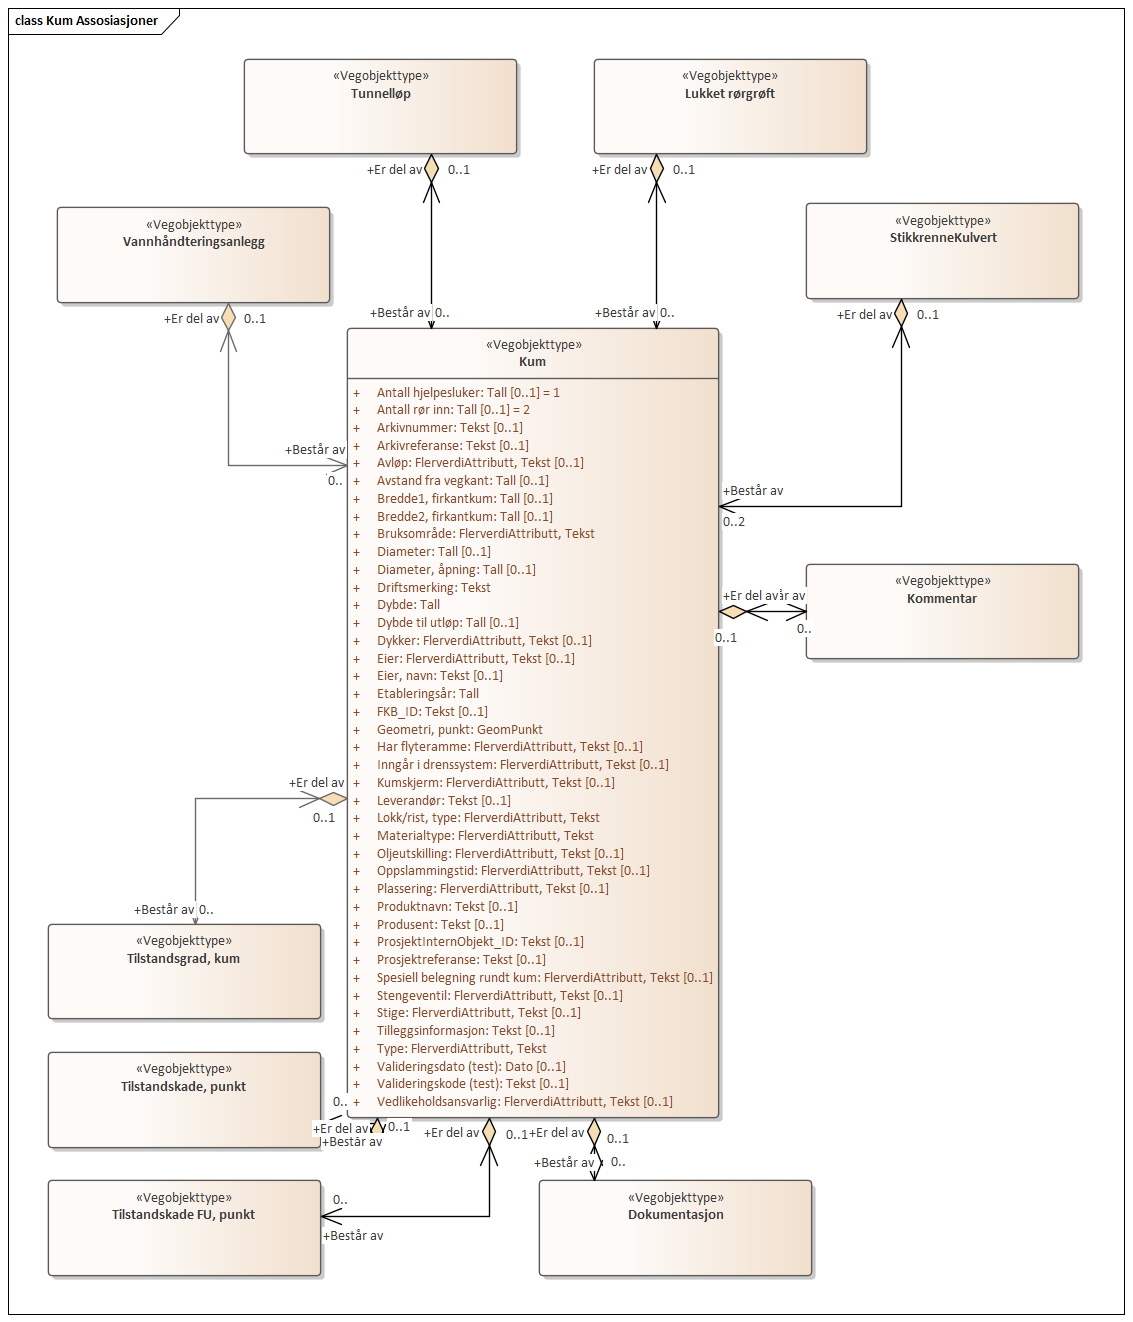 class Kum Assosiasjoner
«Vegobjekttype»
Tunnelløp
«Vegobjekttype»
Lukket rørgrøft
+Er del av
0..1
+Er del av
0..1
«Vegobjekttype»
Vannhåndteringsanlegg
«Vegobjekttype»
StikkrenneKulvert
+Er del av
0..1
+Er del av
0..1
+Består av
0..
+Består av
0..
«Vegobjekttype»
Kum
+ Antall hjelpesluker: Tall [0..1] = 1
+ Antall rør inn: Tall [0..1] = 2
+ Arkivnummer: Tekst [0..1]
+ Arkivreferanse: Tekst [0..1]
+ Avløp: FlerverdiAttributt, Tekst [0..1]
+ Avstand fra vegkant: Tall [0..1]
+ Bredde1, firkantkum: Tall [0..1]
+ Bredde2, firkantkum: Tall [0..1]
+ Bruksområde: FlerverdiAttributt, Tekst
+ Diameter: Tall [0..1]
+ Diameter, åpning: Tall [0..1]
+ Driftsmerking: Tekst
+ Dybde: Tall
+ Dybde til utløp: Tall [0..1]
+ Dykker: FlerverdiAttributt, Tekst [0..1]
+ Eier: FlerverdiAttributt, Tekst [0..1]
+ Eier, navn: Tekst [0..1]
+ Etableringsår: Tall
+ FKB_ID: Tekst [0..1]
+ Geometri, punkt: GeomPunkt
+ Har flyteramme: FlerverdiAttributt, Tekst [0..1]
+ Inngår i drenssystem: FlerverdiAttributt, Tekst [0..1]
+ Kumskjerm: FlerverdiAttributt, Tekst [0..1]
+ Leverandør: Tekst [0..1]
+ Lokk/rist, type: FlerverdiAttributt, Tekst
+ Materialtype: FlerverdiAttributt, Tekst
+ Oljeutskilling: FlerverdiAttributt, Tekst [0..1]
+ Oppslammingstid: FlerverdiAttributt, Tekst [0..1]
+ Plassering: FlerverdiAttributt, Tekst [0..1]
+ Produktnavn: Tekst [0..1]
+ Produsent: Tekst [0..1]
+ ProsjektInternObjekt_ID: Tekst [0..1]
+ Prosjektreferanse: Tekst [0..1]
+ Spesiell belegning rundt kum: FlerverdiAttributt, Tekst [0..1]
+ Stengeventil: FlerverdiAttributt, Tekst [0..1]
+ Stige: FlerverdiAttributt, Tekst [0..1]
+ Tilleggsinformasjon: Tekst [0..1]
+ Type: FlerverdiAttributt, Tekst
+ Valideringsdato (test): Dato [0..1]
+ Valideringskode (test): Tekst [0..1]
+ Vedlikeholdsansvarlig: FlerverdiAttributt, Tekst [0..1]
+Består av
0..
+Består av
0..2
+Er del av
år av
0..1
0..
«Vegobjekttype»
Kommentar
+Er del av
0..1
+Består av
0..
«Vegobjekttype»
Tilstandsgrad, kum
«Vegobjekttype»
Tilstandskade, punkt
0..
+Er del av
0..1
+Består av
+Er del av
0..1
+Er del av
0..1
+Består av
0..
«Vegobjekttype»
Tilstandskade FU, punkt
0..
+Består av
«Vegobjekttype»
Dokumentasjon